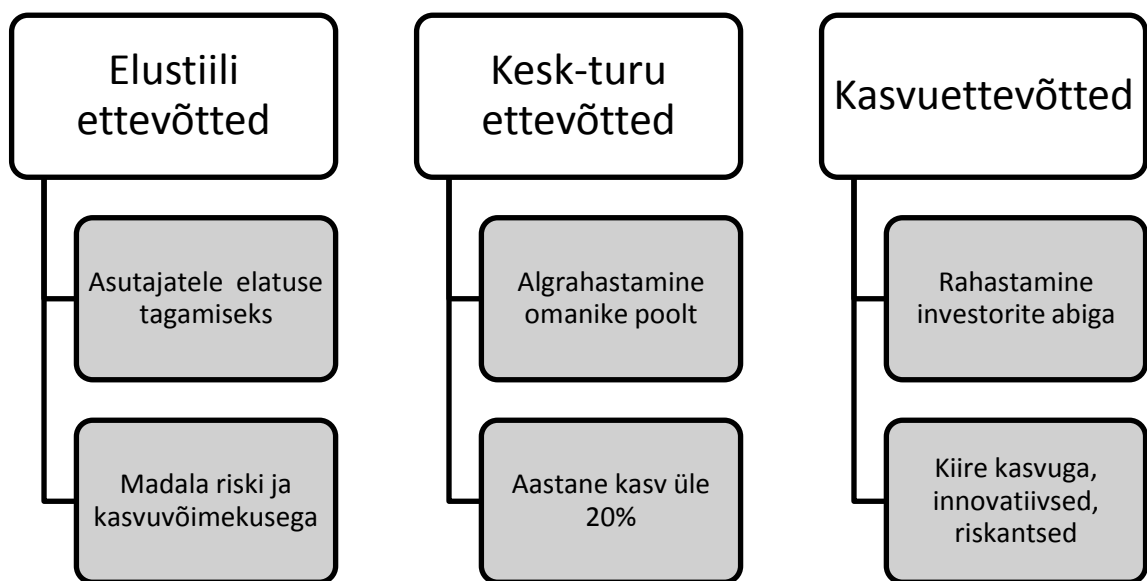 Elustiili
ettevõtted
Asutajatele elatuse
tagamiseks
Madala riski ja
kasvuvõimekusega
Kesk-turu
ettevõtted
Algrahastamine
omanike poolt
Aastane kasv üle
20%
Kasvuettevõtted
Rahastamine
investorite abiga
Kiire kasvuga,
innovatiivsed,
riskantsed